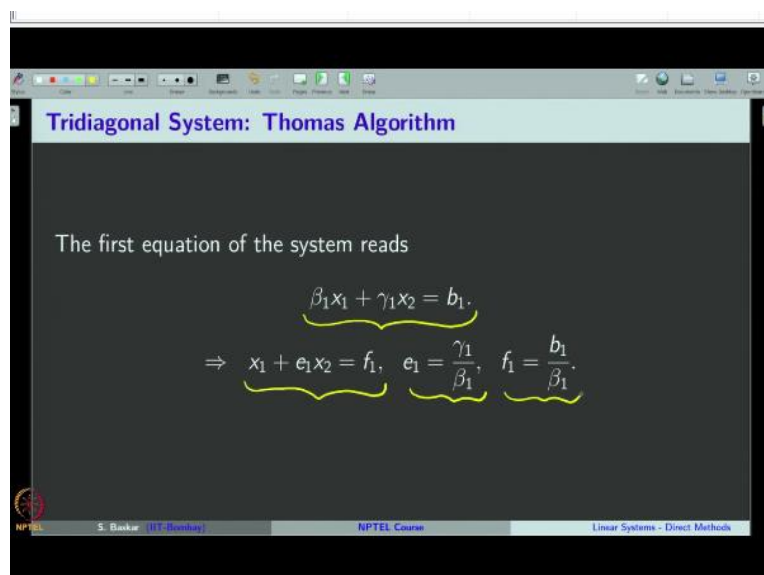 Tridiagonal System: Thomas Algorithm
The first equation of the system reads
β₁x₁ + γ₁x₂ = b₁.
⇒ x₁ + e₁x₂ = f₁, e₁ = γ₁/β₁, f₁ = b₁/β₁.
NPTEL
S. Baskar (IIT-Bombay) NPTEL Course Linear Systems - Direct Methods